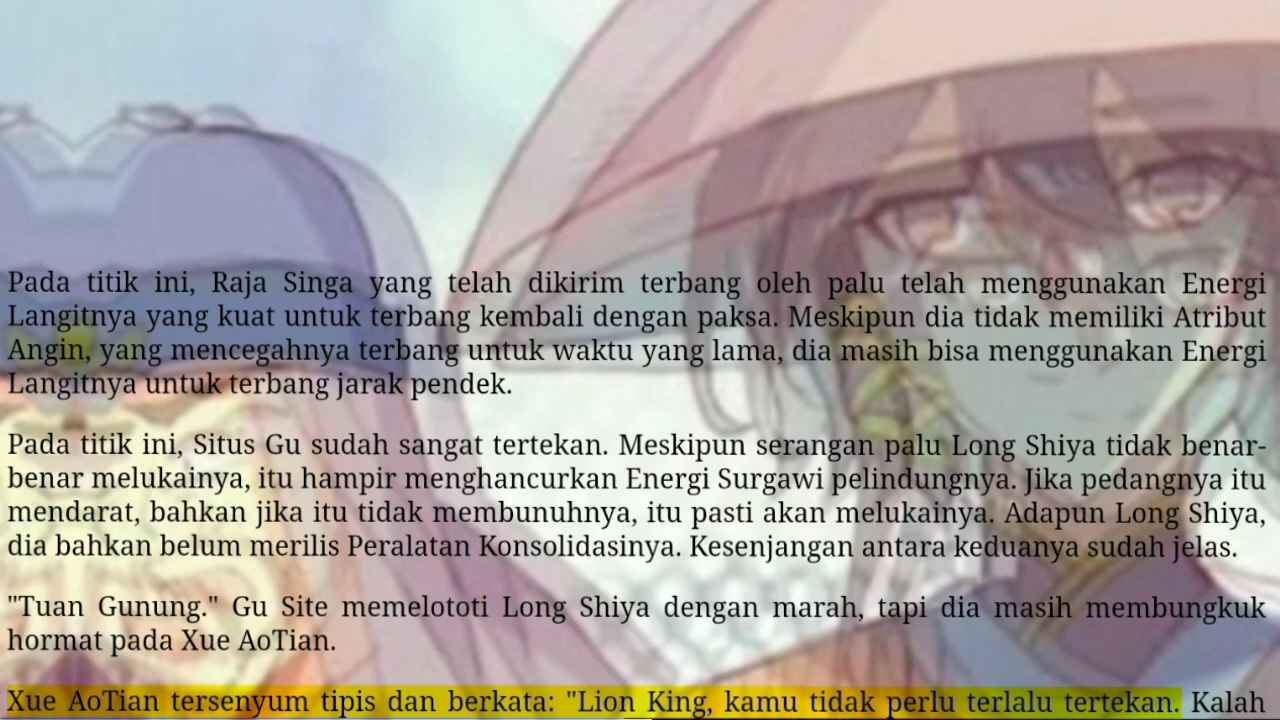 Pada titik ini, Raja Singa yang telah dikirim terbang oleh palu telah menggunakan Energi
Langitnya yang kuat untuk terbang kembali dengan paksa. Meskipun dia tidak memiliki Atribut
Angin, yang mencegahnya terbang untuk waktu yang lama, dia masih bisa menggunakan Energi
Langitnya untuk terbang jarak pendek.
Pada titik ini, Situs Gu sudah sangat tertekan. Meskipun serangan palu Long Shiya tidak benar-
benar melukainya, itu hampir menghancurkan Energi Surgawi pelindungnya. Jika pedangnya itu
mendarat, bahkan jika itu tidak membunuhnya, itu pasti akan melukainya. Adapun Long Shiya,
dia bahkan belum merilis Peralatan Konsolidasinya. Kesenjangan antara keduanya sudah jelas.
"Tuan Gunung." Gu Site memelototi Long Shiya dengan marah, tapi dia masih membungkuk
hormat pada Xue AoTian.
Xue AoTian tersenyum tipis dan berkata: "Lion King, kamu tidak perlu terlalu tertekan. Kalah